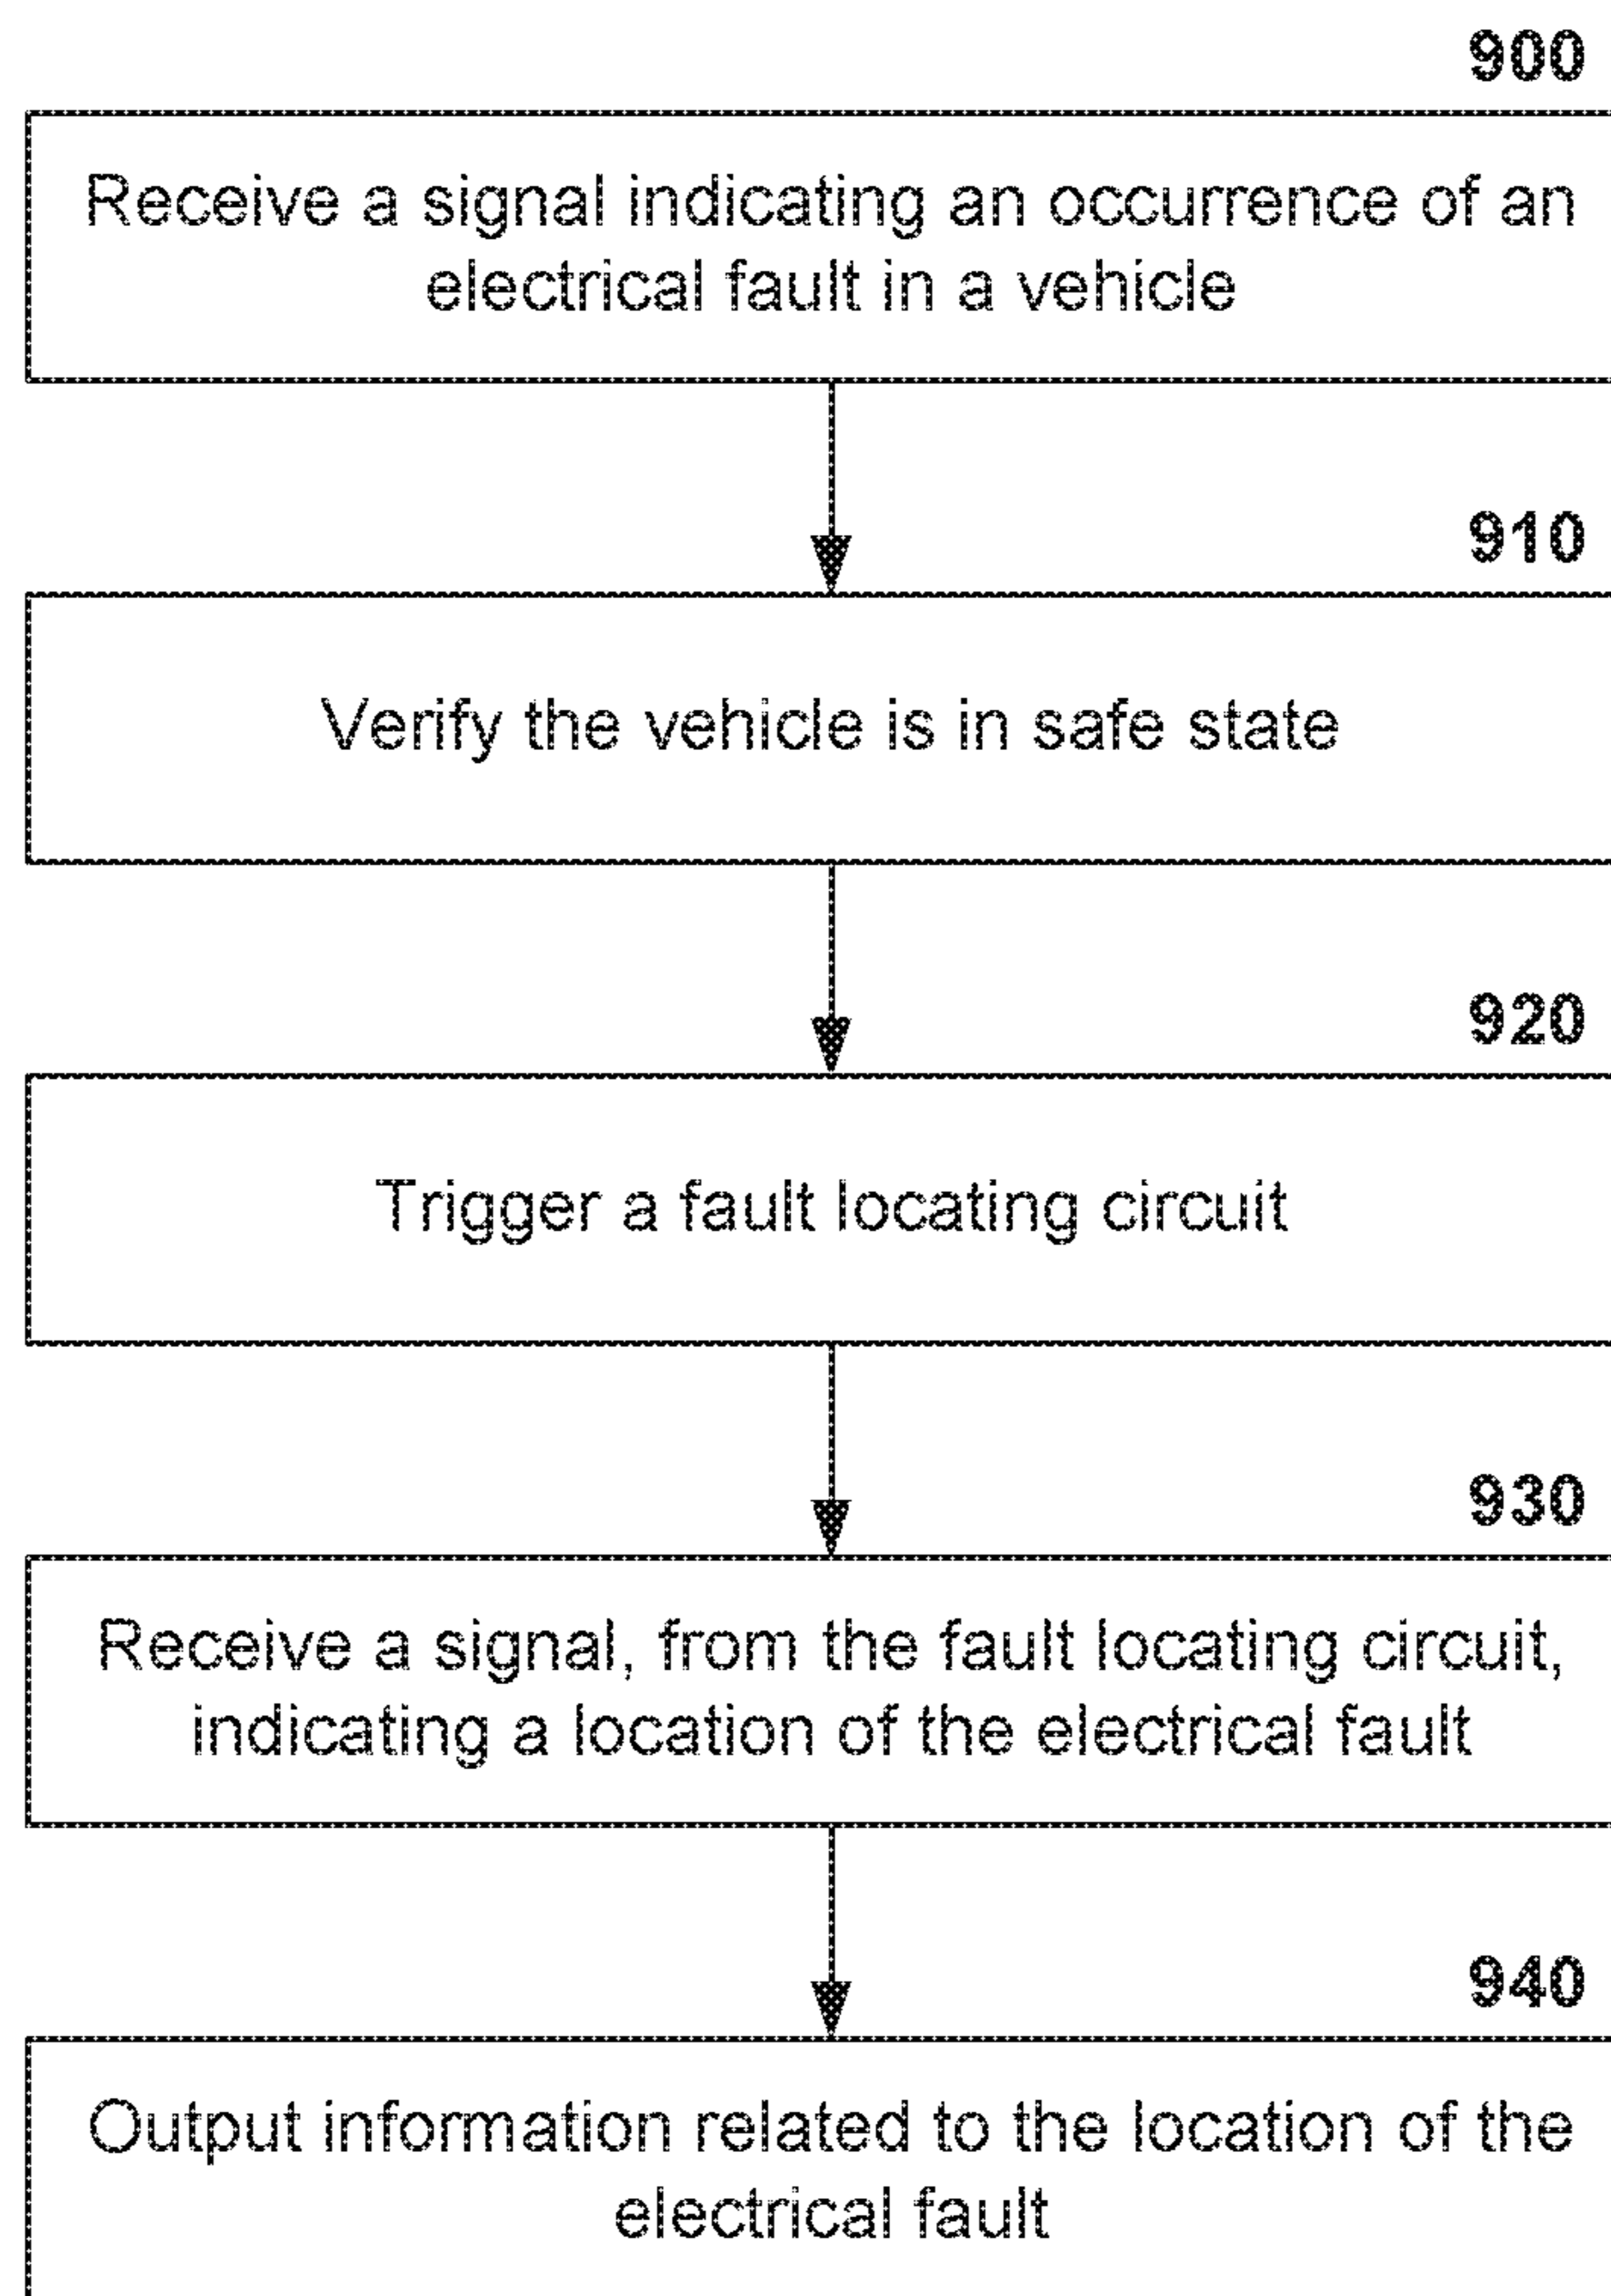 900
Receive a signal indicating an occurrence of an
electrical fault in a vehicle
910
Verify the vehicle is in safe state
920
Trigger a fault locating circuit
930
Receive a signal, from the fault locating circuit,
indicating a location of the electrical fault
940
Output information related to the location of the
electrical fault